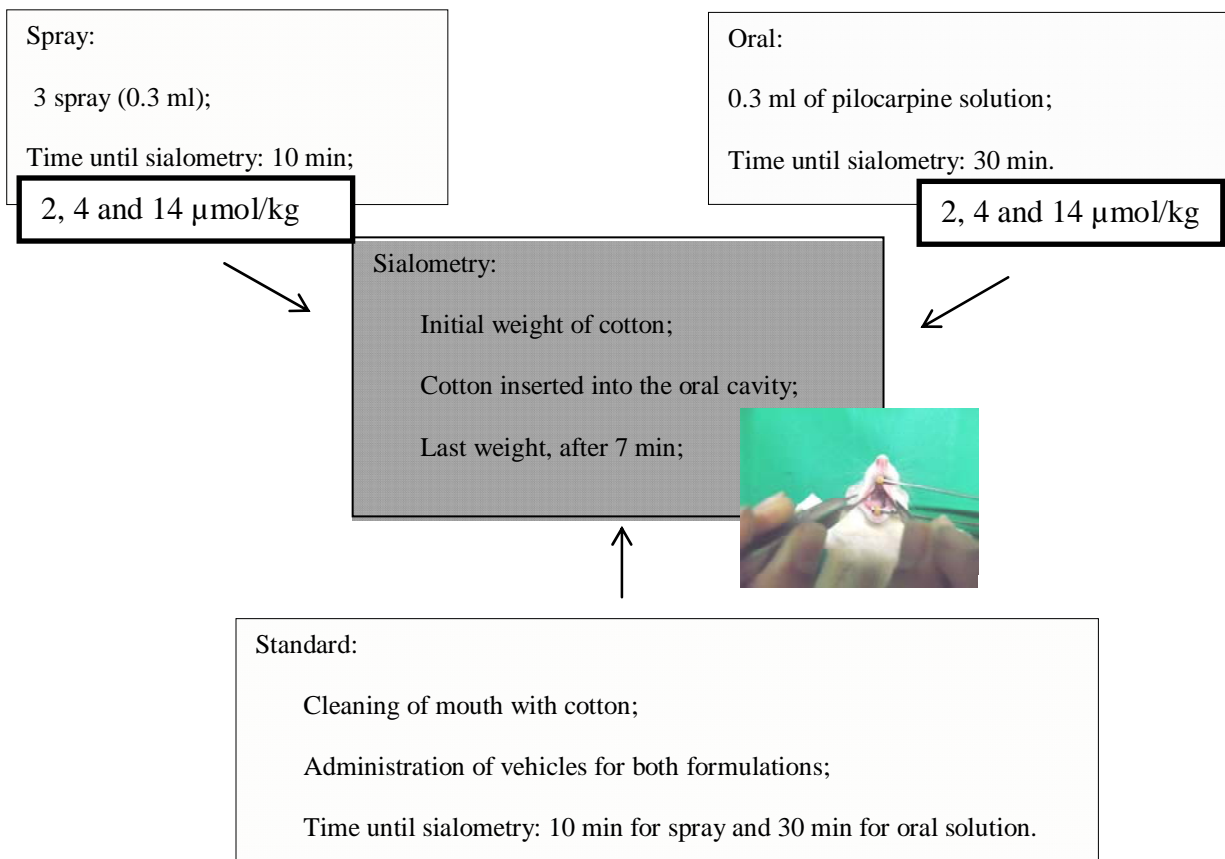 Spray:
3 spray (0.3 ml);
Time until sialometry: 10 min;
2, 4 and 14 µmol/kg
Oral:
0.3 ml of pilocarpine solution;
Time until sialometry: 30 min.
2, 4 and 14 µmol/kg
Sialometry:
Initial weight of cotton;
Cotton inserted into the oral cavity;
Last weight, after 7 min;
Standard:
Cleaning of mouth with cotton;
Administration of vehicles for both formulations;
Time until sialometry: 10 min for spray and 30 min for oral solution.